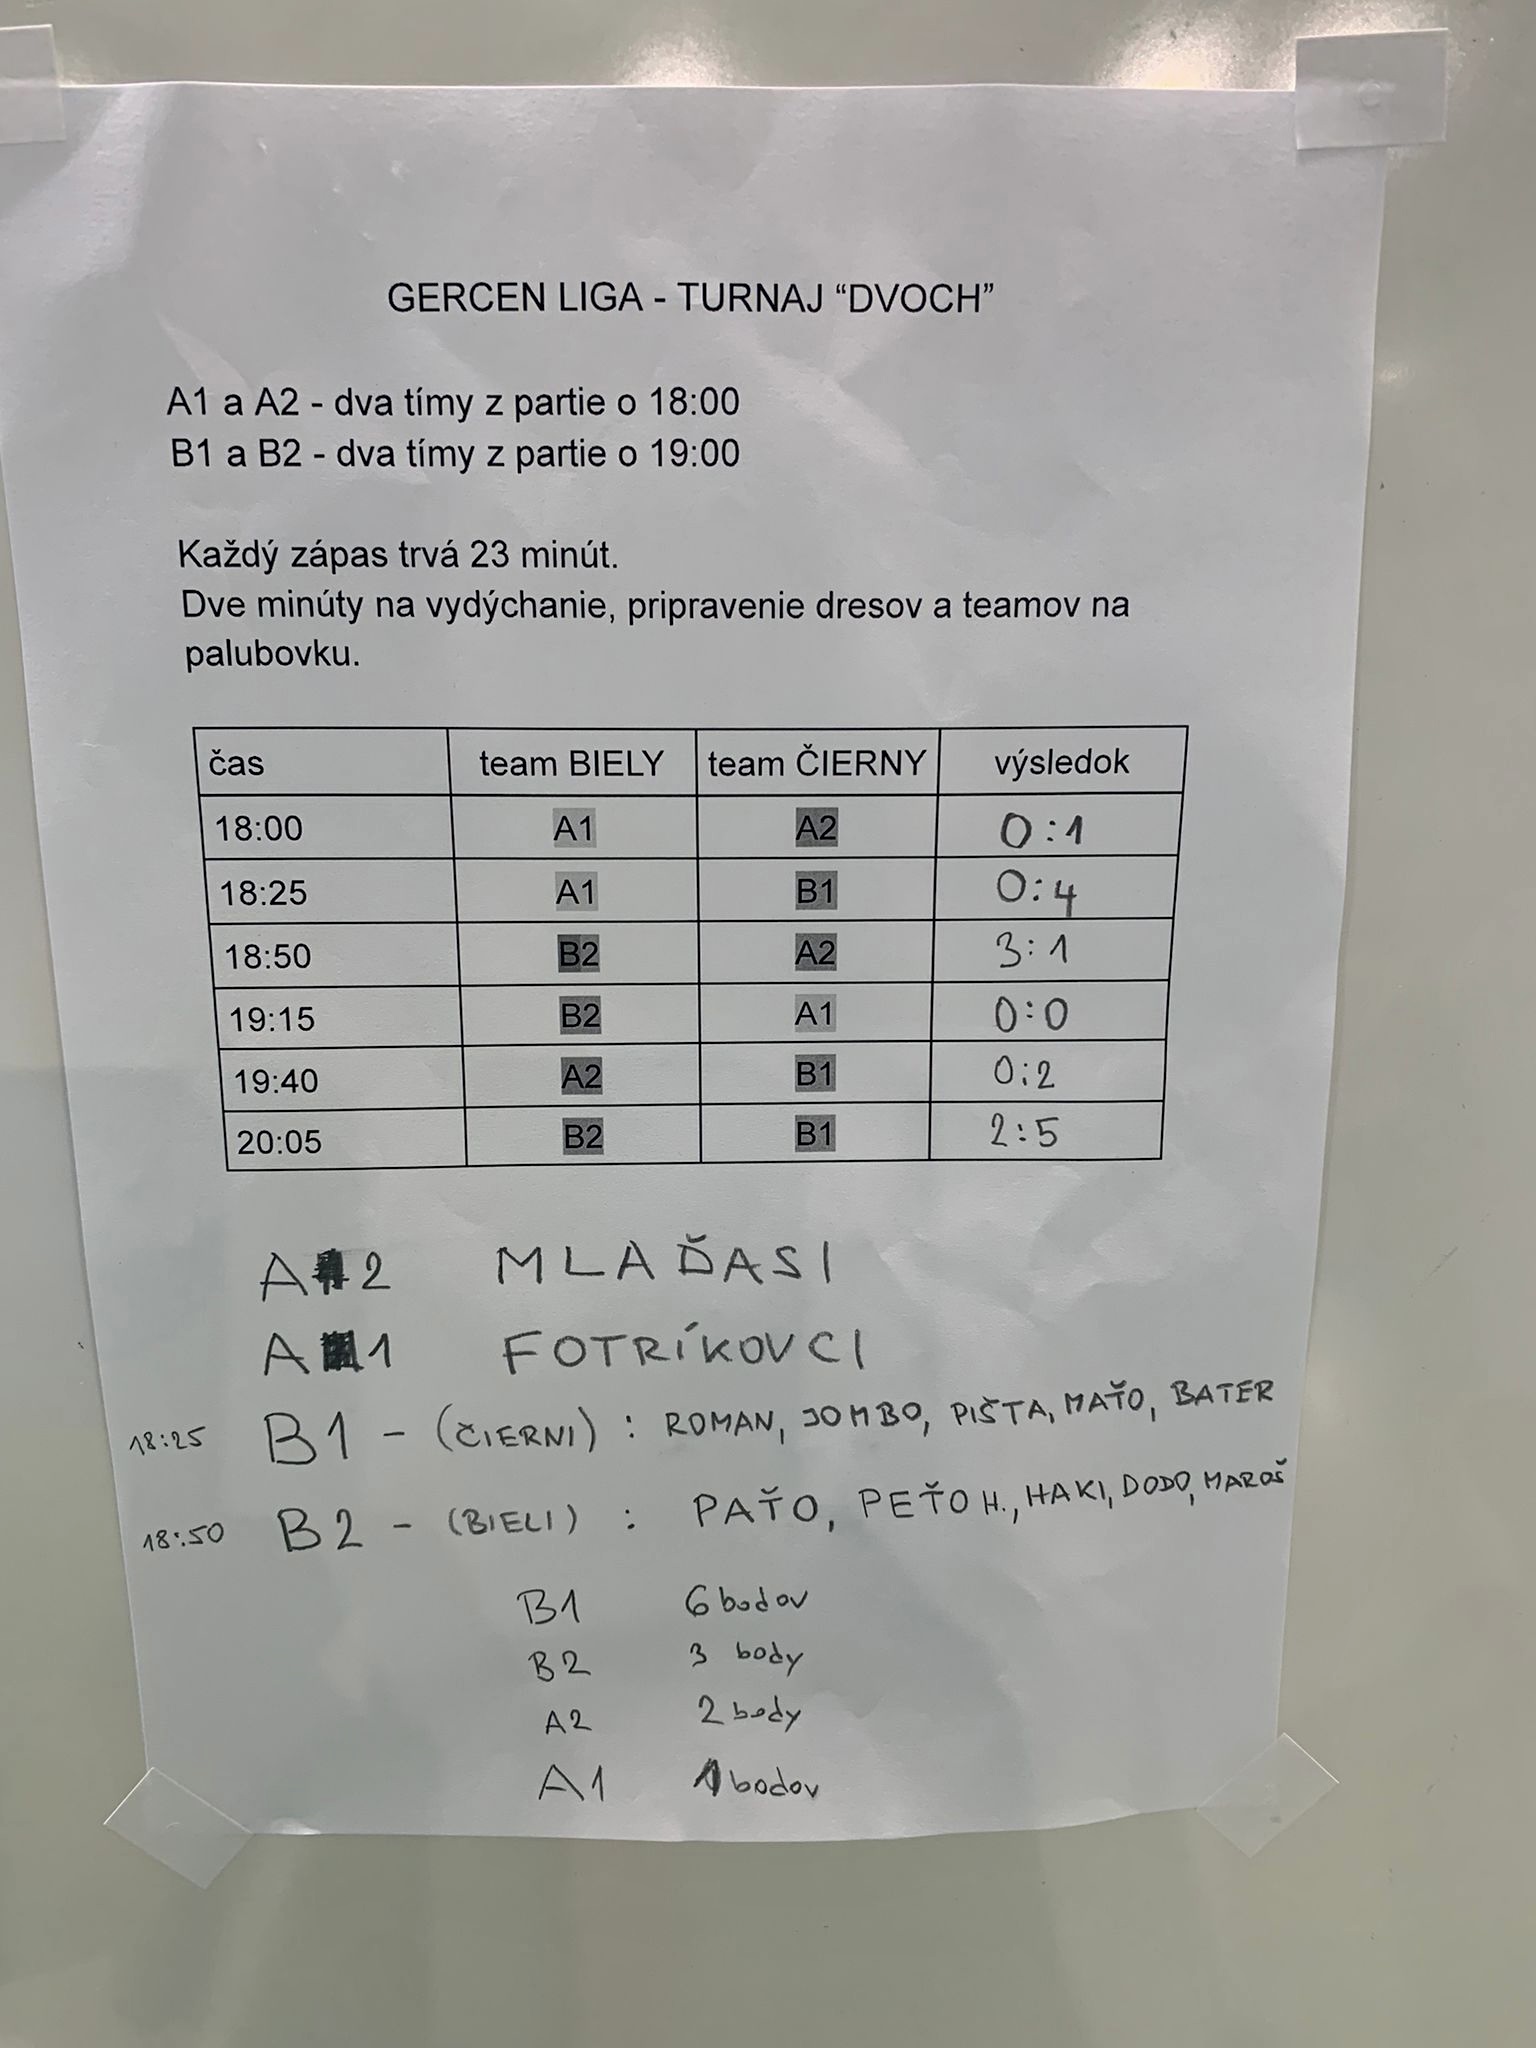 GERCEN LIGA - TURNAJ “DVOCH”
A1 a A2 - dva tímy z partie o 18:00
B1 a B2 - dva tímy z partie o 19:00
Každý zápas trvá 23 minút.
Dve minúty na vydýchanie, pripravenie dresov a teamov na
palubovku.
čas team BIELY team ČIERNY výsledok
18:00 A1 A2 0:1
18:25 A1 B1 0:4
18:50 B2 A2 3:1
19:15 B2 A1 0:0
19:40 A2 B1 0:2
20:05 B2 B1 2:5
A2 MLAĎASI
A1 FOTRÍKOVCI
18:25 B1 - (ČIERNI) : ROMAN, JOMBO, PIŠTA, MAŤO, BATER
18:50 B2 - (BIELI) : PAŤO, PEŤO H., HAKI, DODO, MAROŠ
B1 6 bodov
B2 3 body
A2 2 body
A1 1 bodov